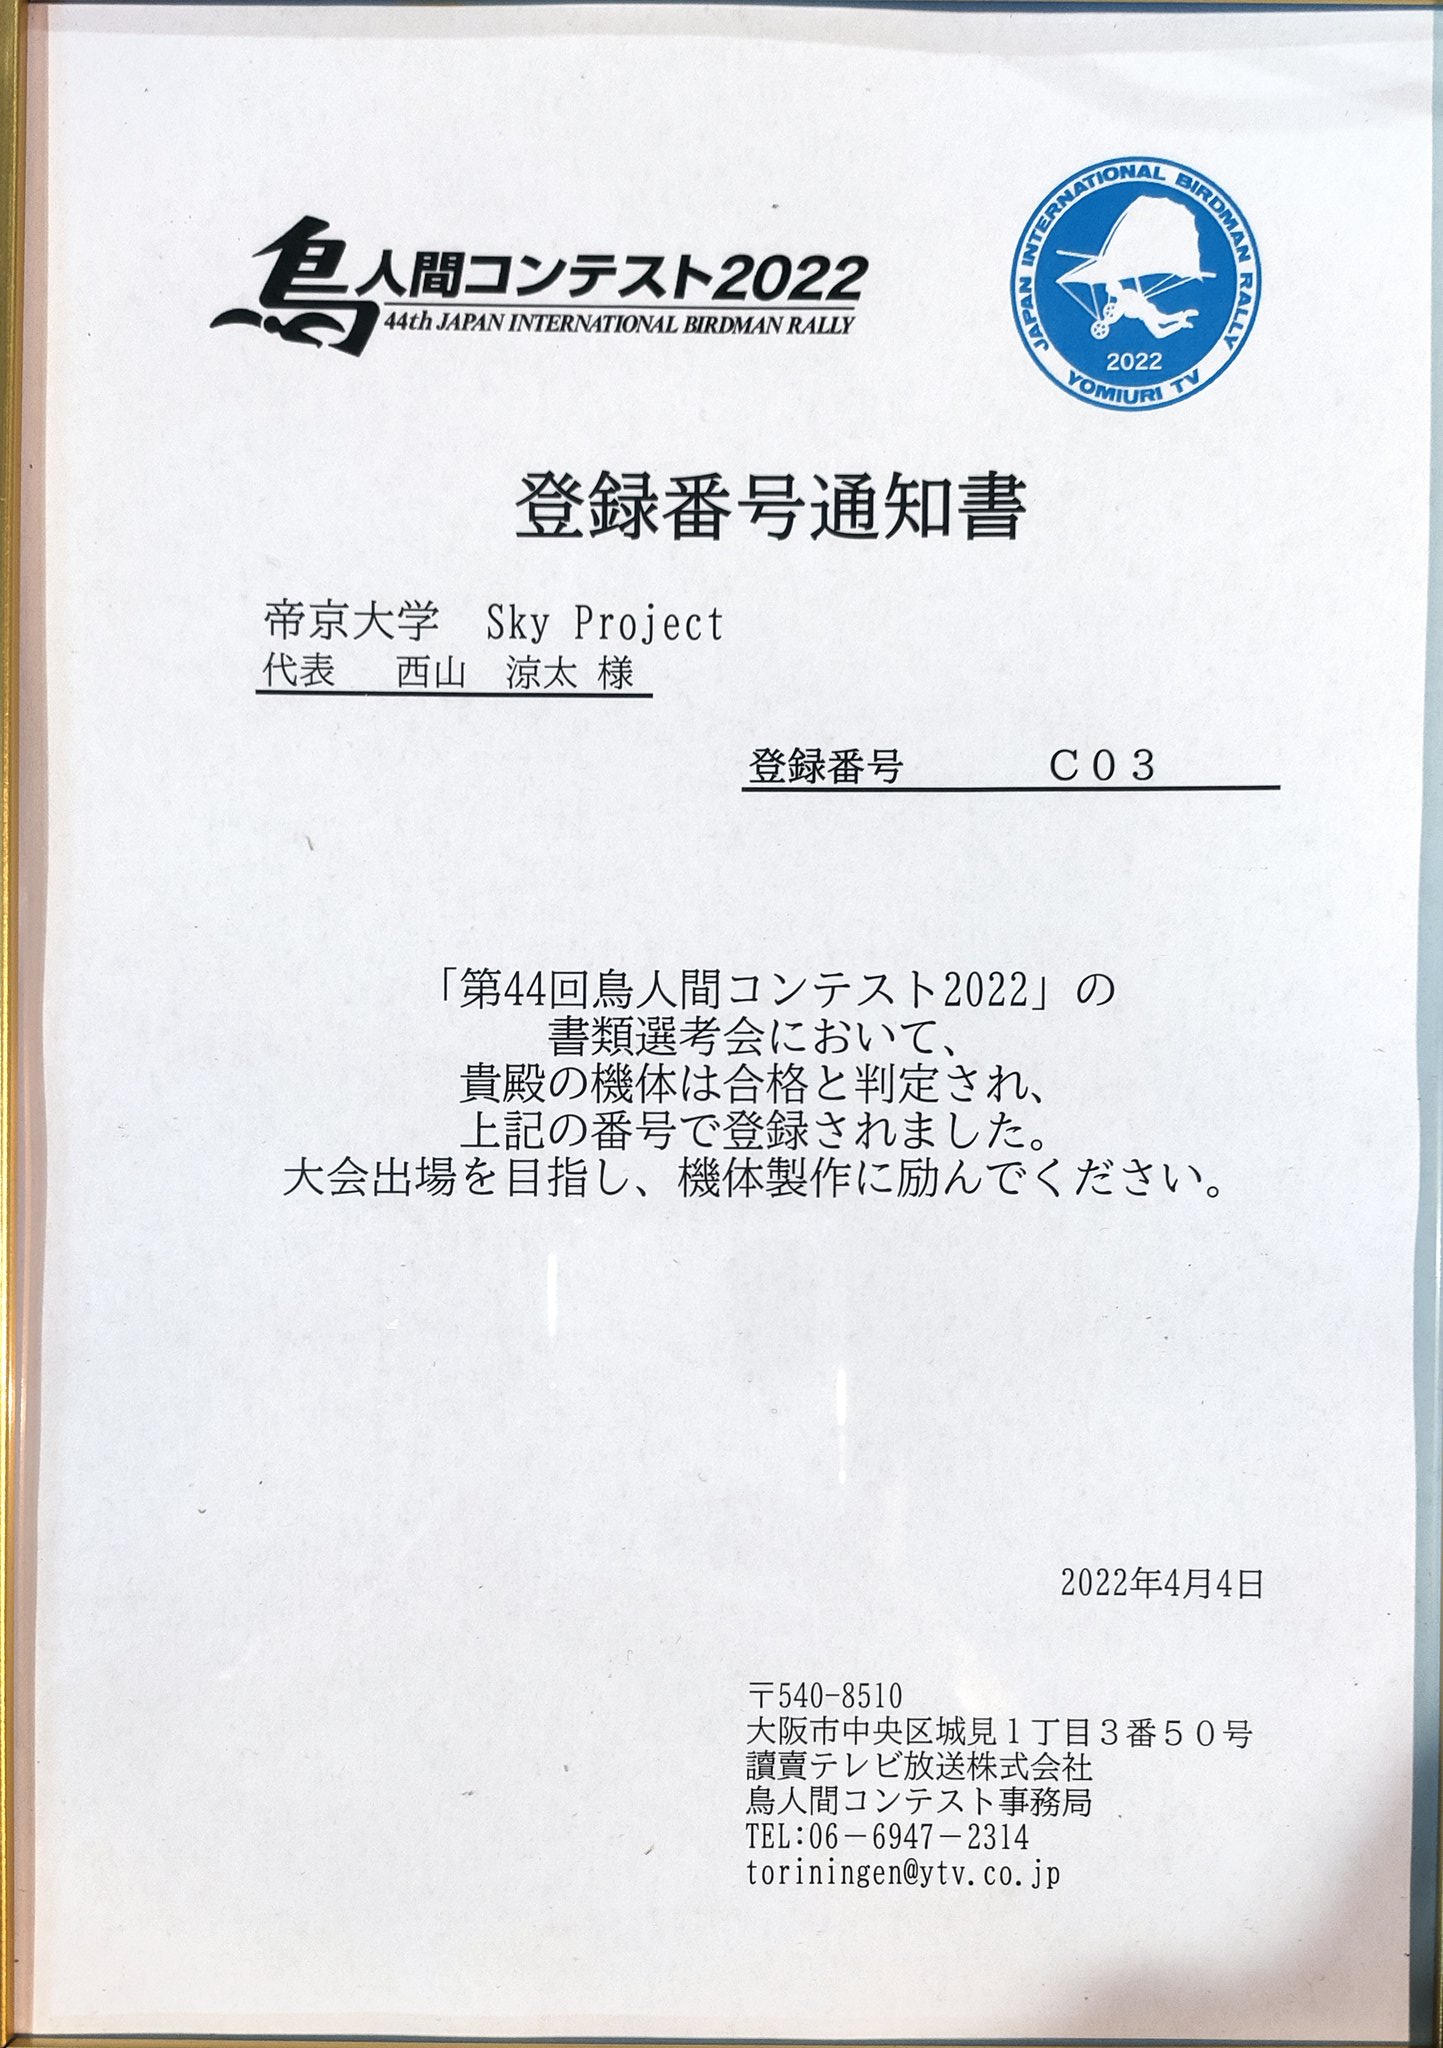 鳥人間コンテスト2022
44th JAPAN INTERNATIONAL BIRDMAN RALLY
JAPAN INTERNATIONAL BIRDMAN RALLY
2022
YOMIURI TV
登録番号通知書
帝京大学　Sky Project
代表　西山　涼太 様
登録番号　　　Ｃ０３
「第44回鳥人間コンテスト2022」の
書類選考会において、
貴殿の機体は合格と判定され、
上記の番号で登録されました。
大会出場を目指し、機体製作に励んでください。
2022年4月4日
〒540-8510
大阪市中央区城見１丁目３番５０号
讀賣テレビ放送株式会社
鳥人間コンテスト事務局
TEL:06－6947－2314
toriningen@ytv.co.jp